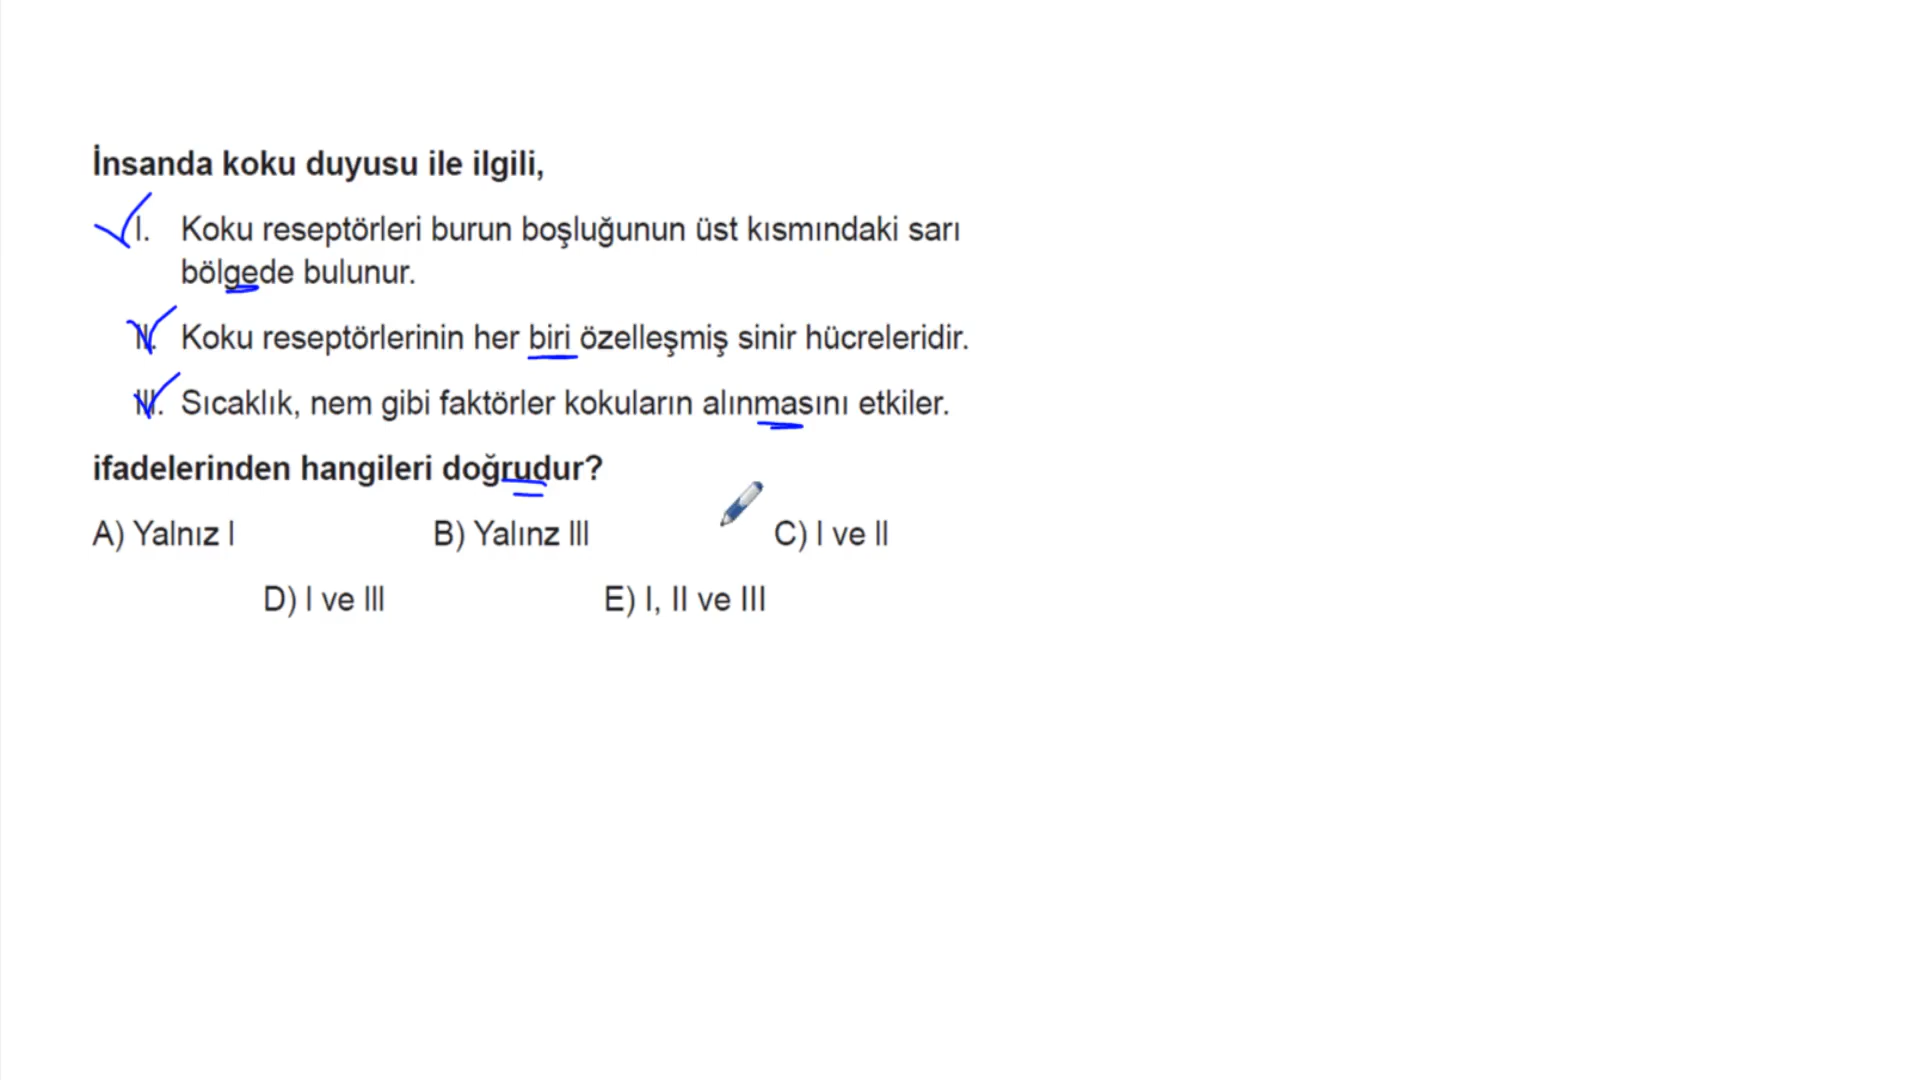 İnsanda koku duyusu ile ilgili,
I. Koku reseptörleri burun boşluğunun üst kısmındaki sarı
bölgede bulunur.
II. Koku reseptörlerinin her biri özelleşmiş sinir hücreleridir.
III. Sıcaklık, nem gibi faktörler kokuların alınmasını etkiler.
ifadelerinden hangileri doğrudur?
A) Yalnız I B) Yalınz III C) I ve II
D) I ve III E) I, II ve III